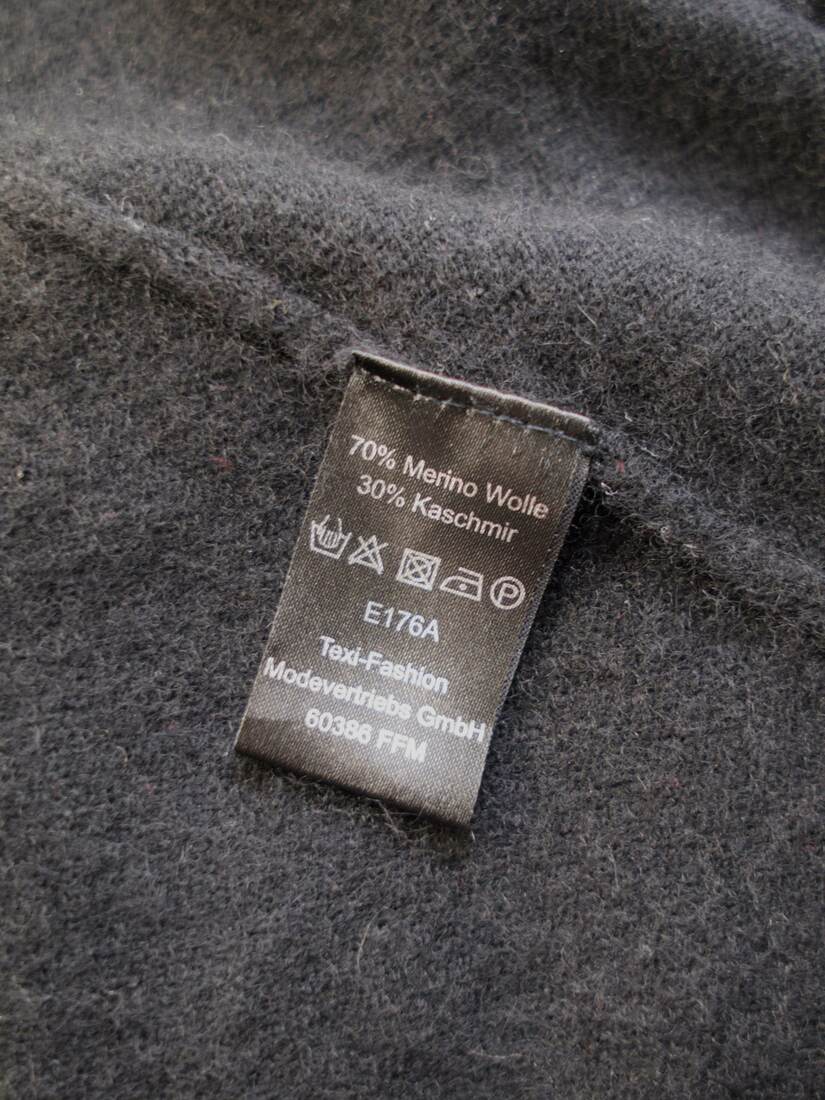 70% Merino Wolle
30% Kaschmir
P
E176A
Texi-Fashion
Modevertriebs GmbH
60386 FFM